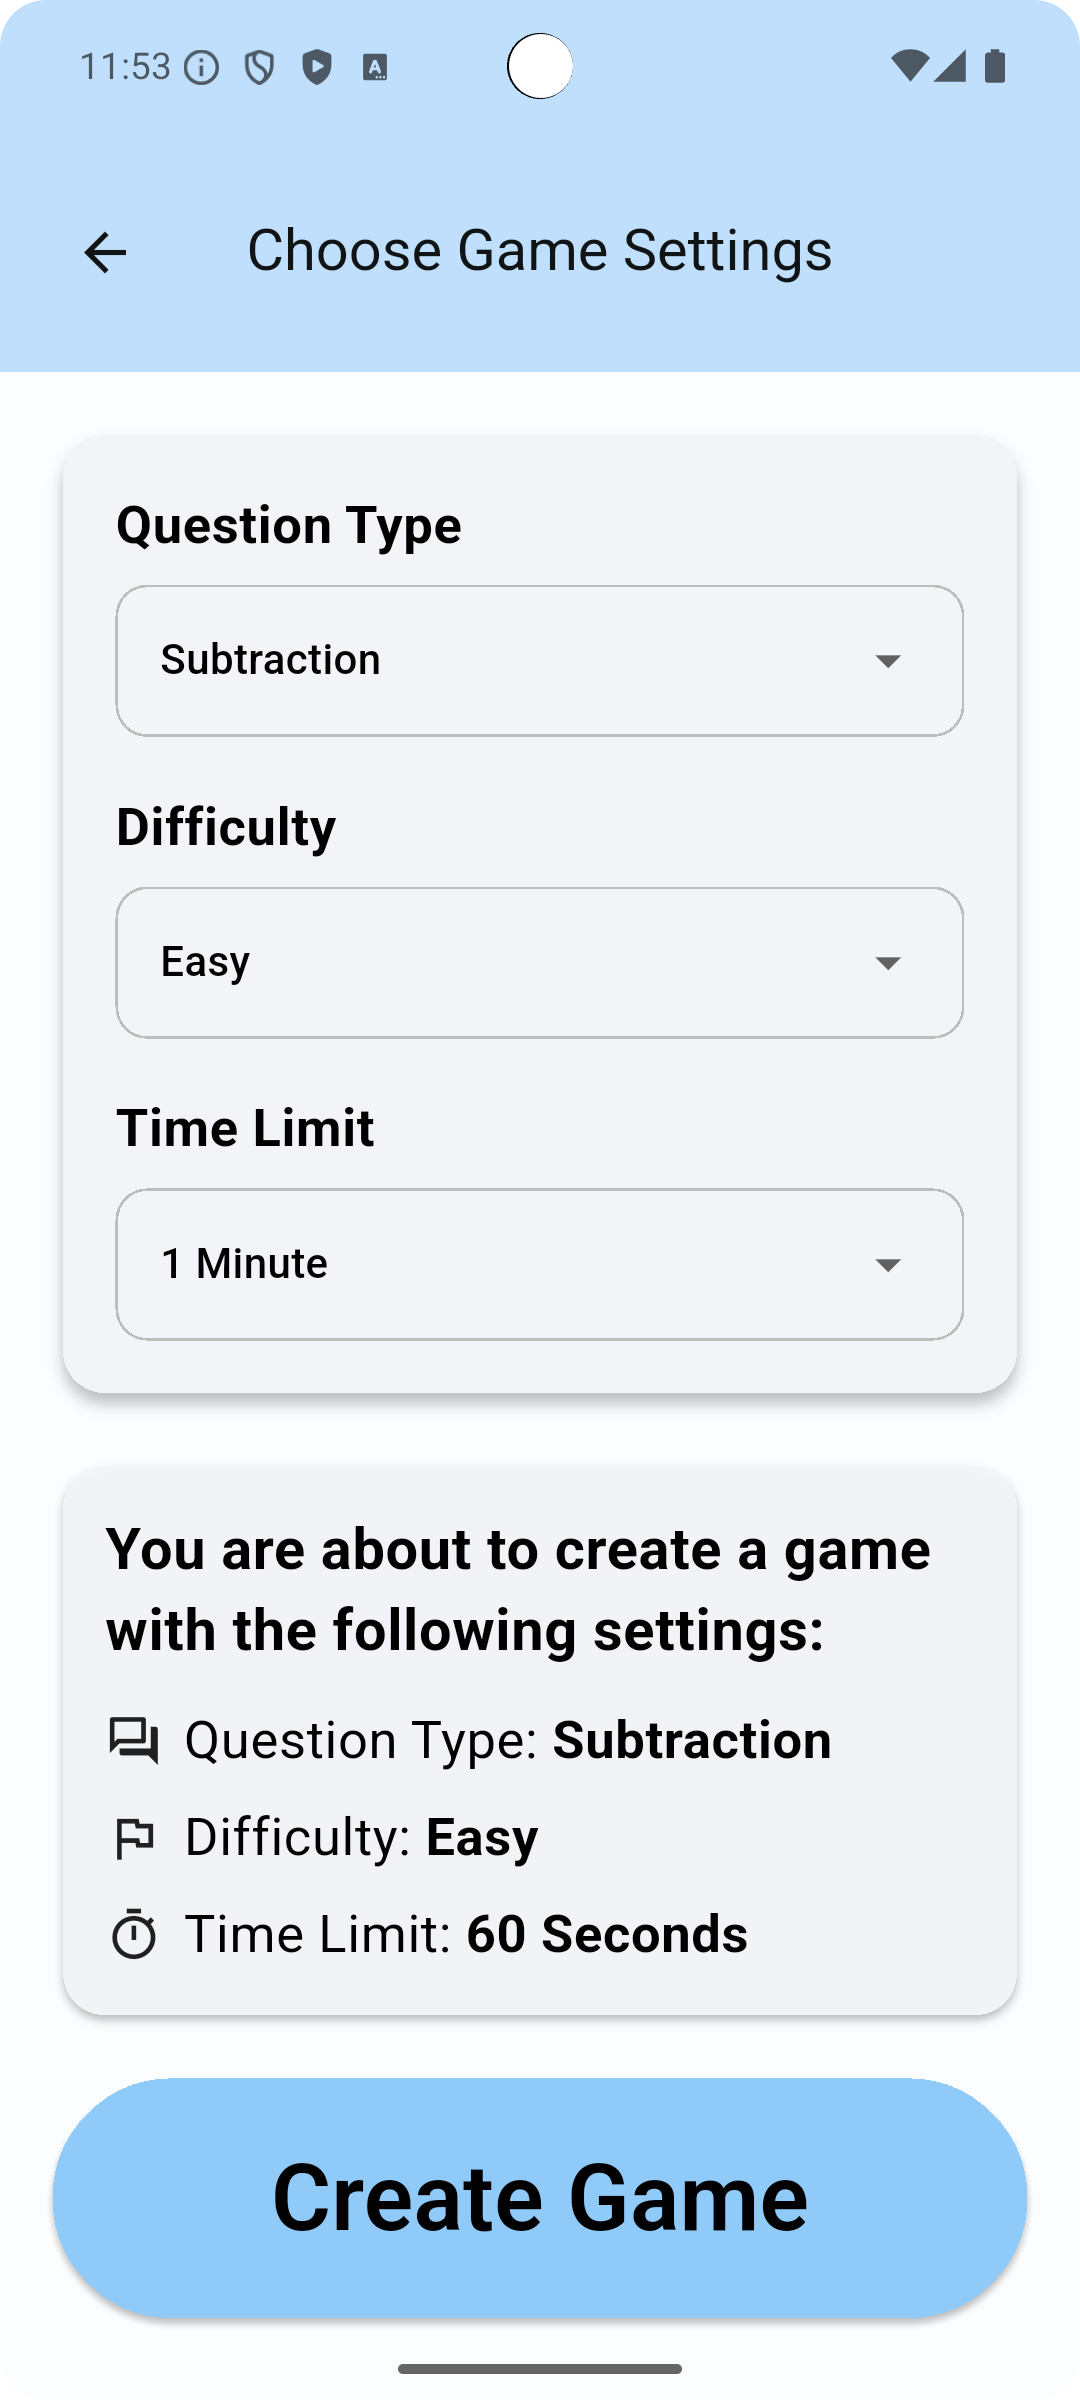 11:53
Choose Game Settings
Question Type
Subtraction
Difficulty
Easy
Time Limit
1 Minute
You are about to create a game
with the following settings:
Question Type: Subtraction
Difficulty: Easy
Time Limit: 60 Seconds
Create Game